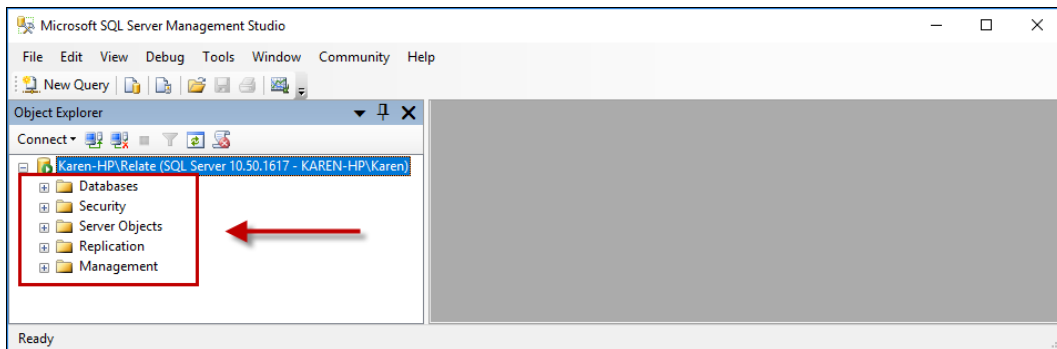 Microsoft SQL Server Management Studio
File Edit View Debug Tools Window Community Help
New Query
Object Explorer
Connect
Karen-HP\Relate (SQL Server 10.50.1617 - KAREN-HP\Karen)
Databases
Security
Server Objects
Replication
Management
Ready